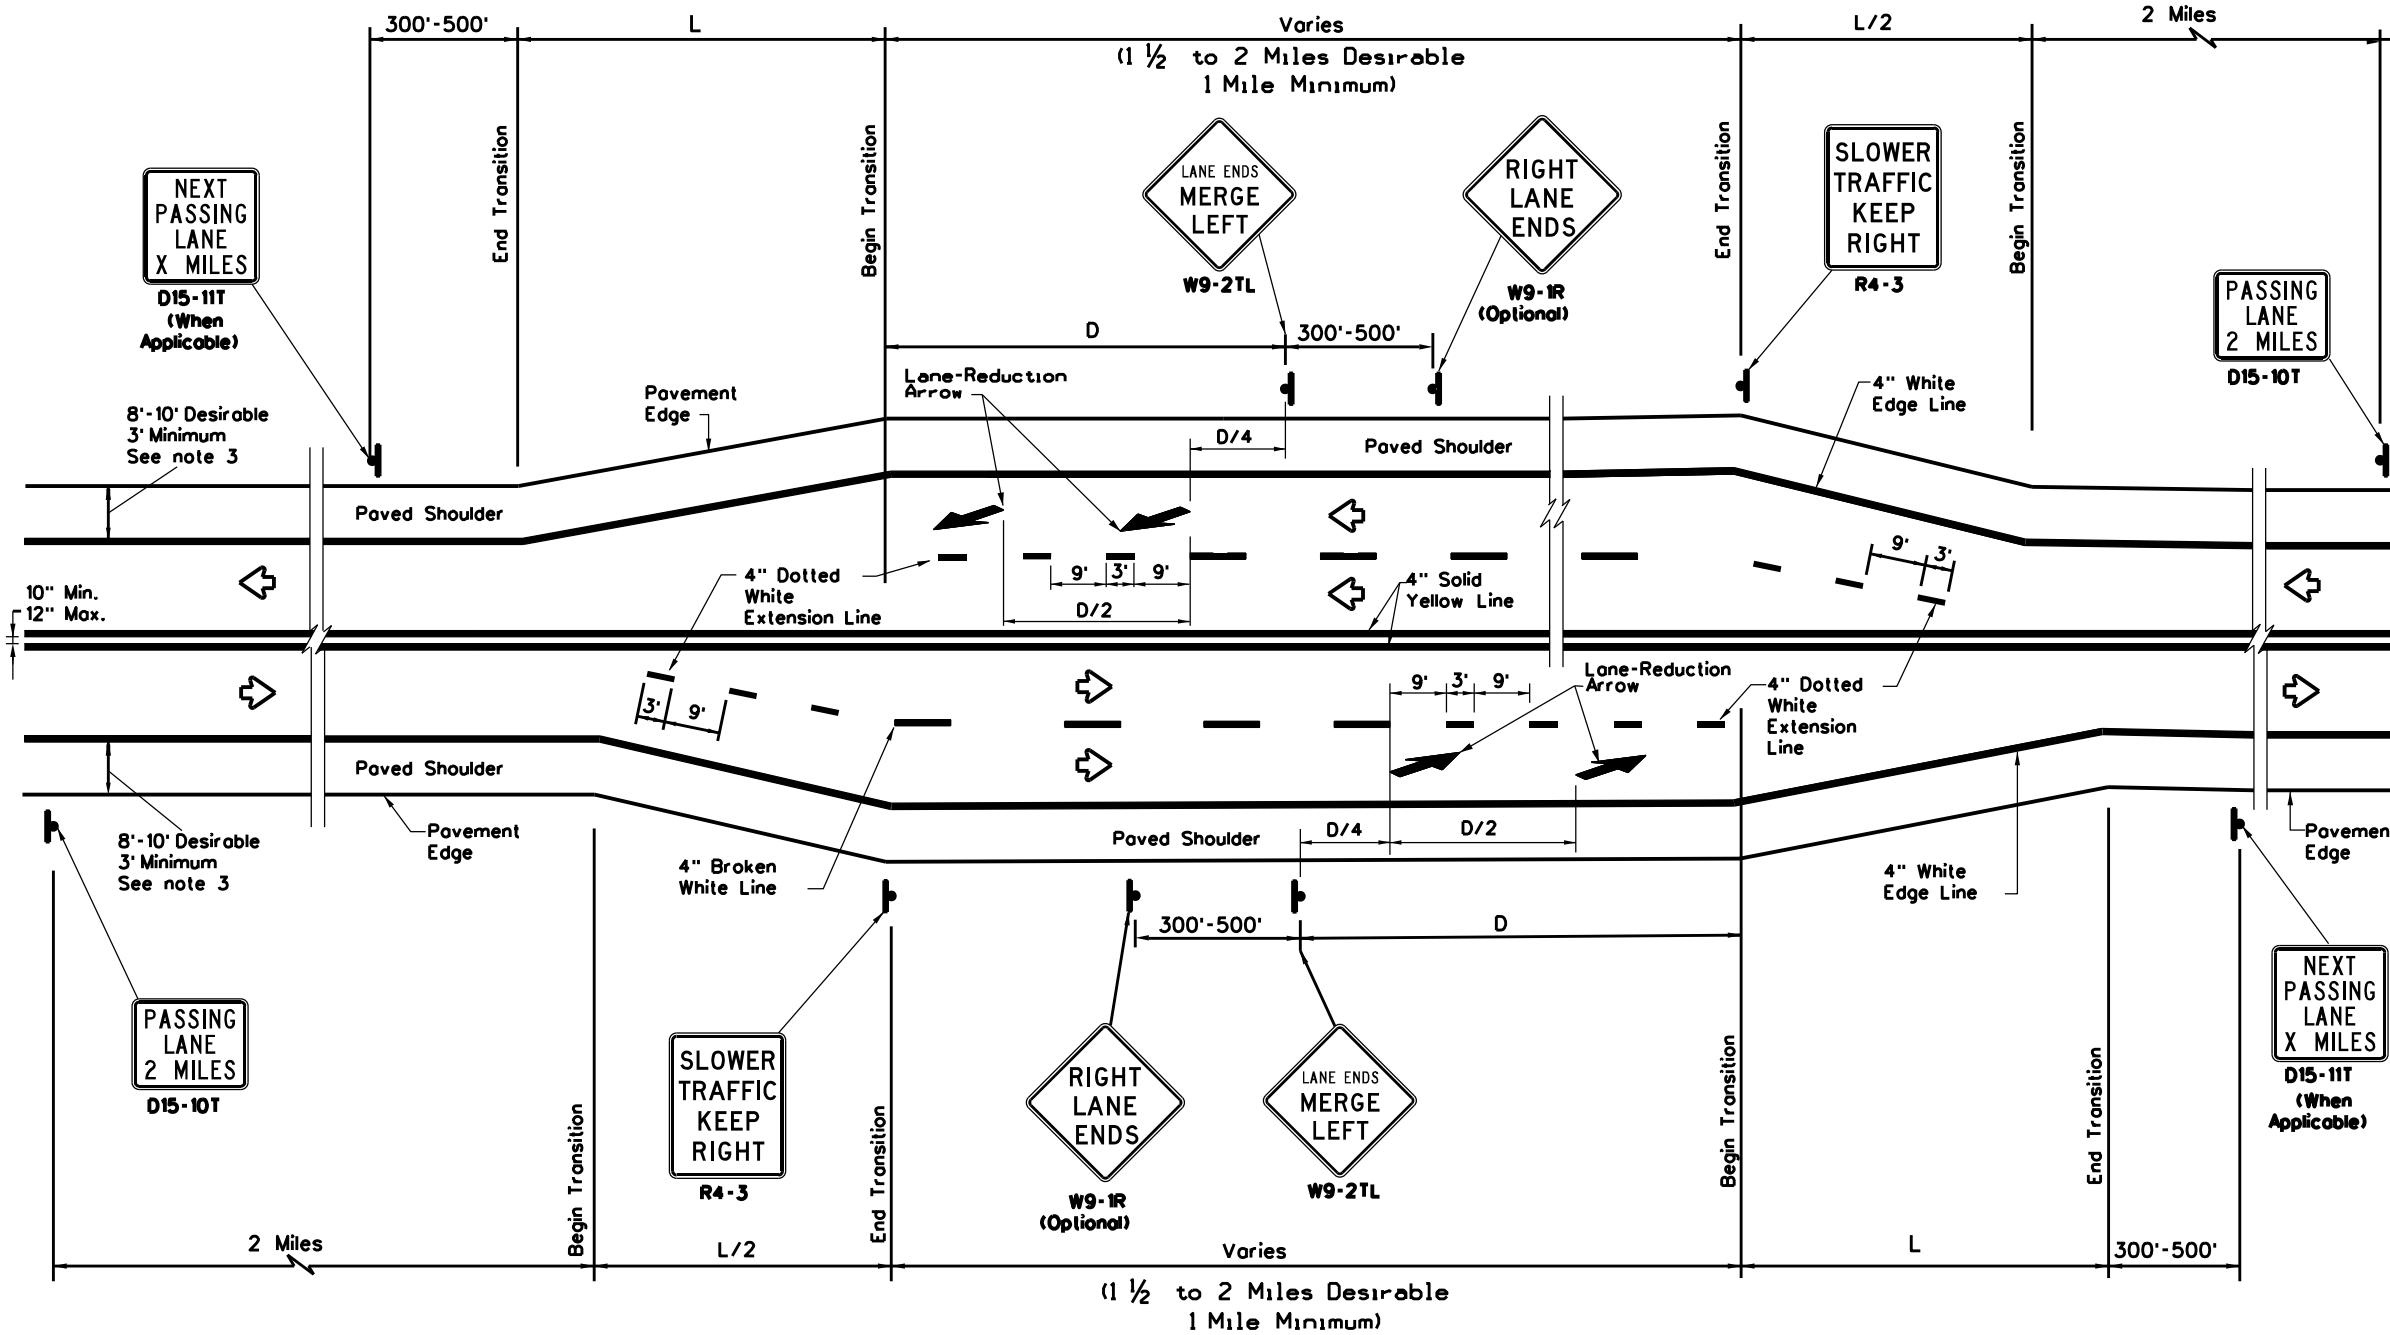 300'-500'
L
Varies
(1 ½ to 2 Miles Desirable
1 Mile Minimum)
L/2
2 Miles
End Transition
Begin Transition
End Transition
Begin Transition
NEXT
PASSING
LANE
X MILES
D15-11T
(When
Applicable)
LANE ENDS
MERGE
LEFT
W9-2TL
RIGHT
LANE
ENDS
W9-1R
(Optional)
SLOWER
TRAFFIC
KEEP
RIGHT
R4-3
PASSING
LANE
2 MILES
D15-10T
D
300'-500'
Lane-Reduction
Arrow
Pavement
Edge
4" White
Edge Line
8'-10' Desirable
3' Minimum
See note 3
D/4
Paved Shoulder
Paved Shoulder
9'
3'
9'
D/2
4" Dotted
White
Extension Line
4" Solid
Yellow Line
9'
3'
10" Min.
12" Max.
3'
9'
9'
3'
9'
Lane-Reduction
Arrow
4" Dotted
White
Extension
Line
Paved Shoulder
8'-10' Desirable
3' Minimum
See note 3
Pavement
Edge
4" Broken
White Line
Paved Shoulder
D/4
D/2
4" White
Edge Line
Pavemen
Edge
300'-500'
D
PASSING
LANE
2 MILES
D15-10T
SLOWER
TRAFFIC
KEEP
RIGHT
R4-3
RIGHT
LANE
ENDS
W9-1R
(Optional)
LANE ENDS
MERGE
LEFT
W9-2TL
NEXT
PASSING
LANE
X MILES
D15-11T
(When
Applicable)
Begin Transition
End Transition
Begin Transition
End Transition
2 Miles
L/2
Varies
(1 ½ to 2 Miles Desirable
1 Mile Minimum)
L
300'-500'